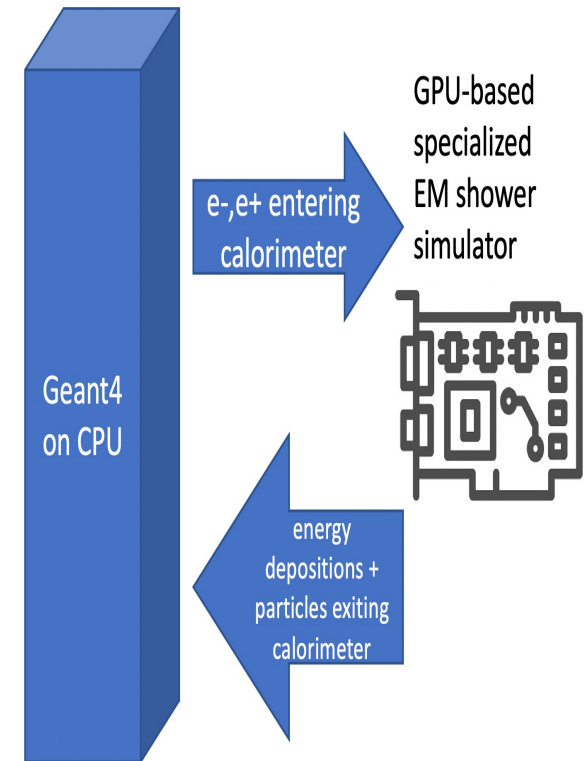 GPU-based
specialized
EM shower
simulator
e-,e+ entering
calorimeter
Geant4
on CPU
energy
depositions +
particles exiting
calorimeter